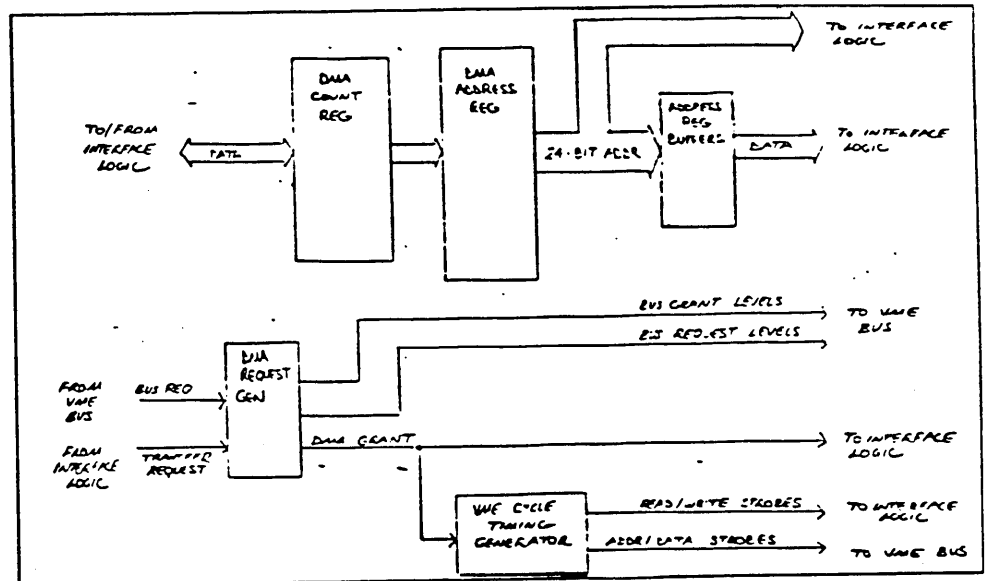 TO INTERFACE
LOGIC
DMA
COUNT
REG
DMA
ADDRESS
REG
ADDRESS
REG
BUFFERS
TO/FROM
INTERFACE
LOGIC
DATA
24-BIT ADDR
DATA
TO INTERFACE
LOGIC
BUS GRANT LEVELS
TO VME
BUS
BUS REQUEST LEVELS
DMA
REQUEST
GEN
FROM
VME
BUS
BUS REQ
DMA GRANT
TO INTERFACE
LOGIC
FROM
INTERFACE
LOGIC
TRANSFER
REQUEST
VME CYCLE
TIMING
GENERATOR
READ/WRITE STROBES
TO INTERFACE
LOGIC
ADDR/DATA STROBES
TO VME BUS